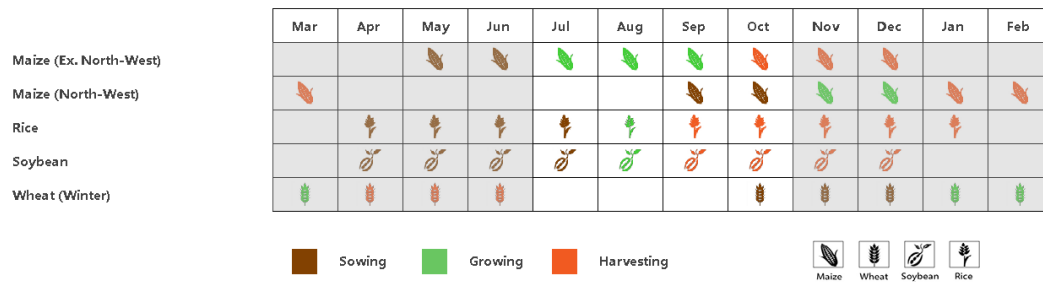 Mar Apr May Jun Jul Aug Sep Oct Nov Dec Jan Feb
Maize (Ex. North-West)
Maize (North-West)
Rice
Soybean
Wheat (Winter)
Sowing Growing Harvesting
Maize Wheat Soybean Rice